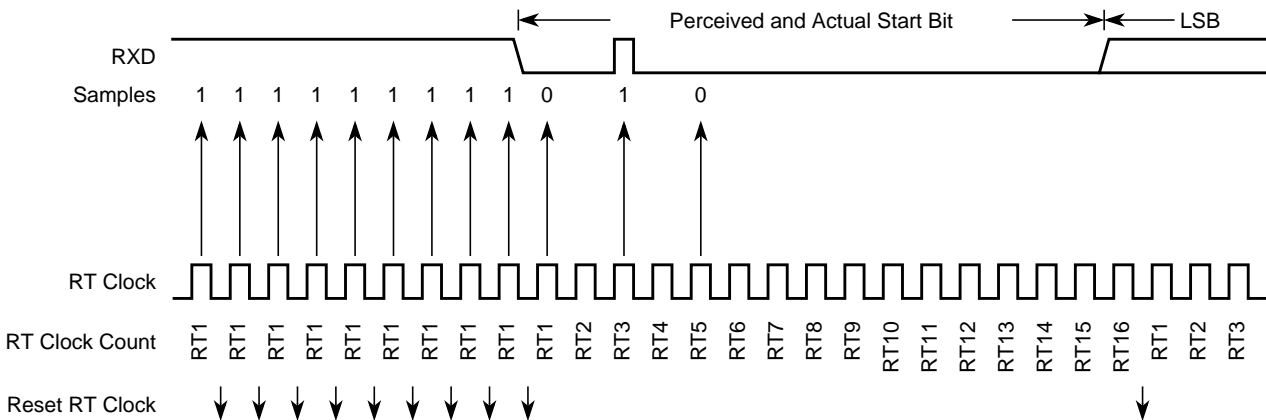 Perceived and Actual Start Bit LSB
RXD
Samples 1 1 1 1 1 1 1 1 1 0 1 0
RT Clock
RT Clock Count RT1 RT1 RT1 RT1 RT1 RT1 RT1 RT1 RT1 RT1 RT2 RT3 RT4 RT5 RT6 RT7 RT8 RT9 RT10 RT11 RT12 RT13 RT14 RT15 RT16 RT1 RT2 RT3
Reset RT Clock